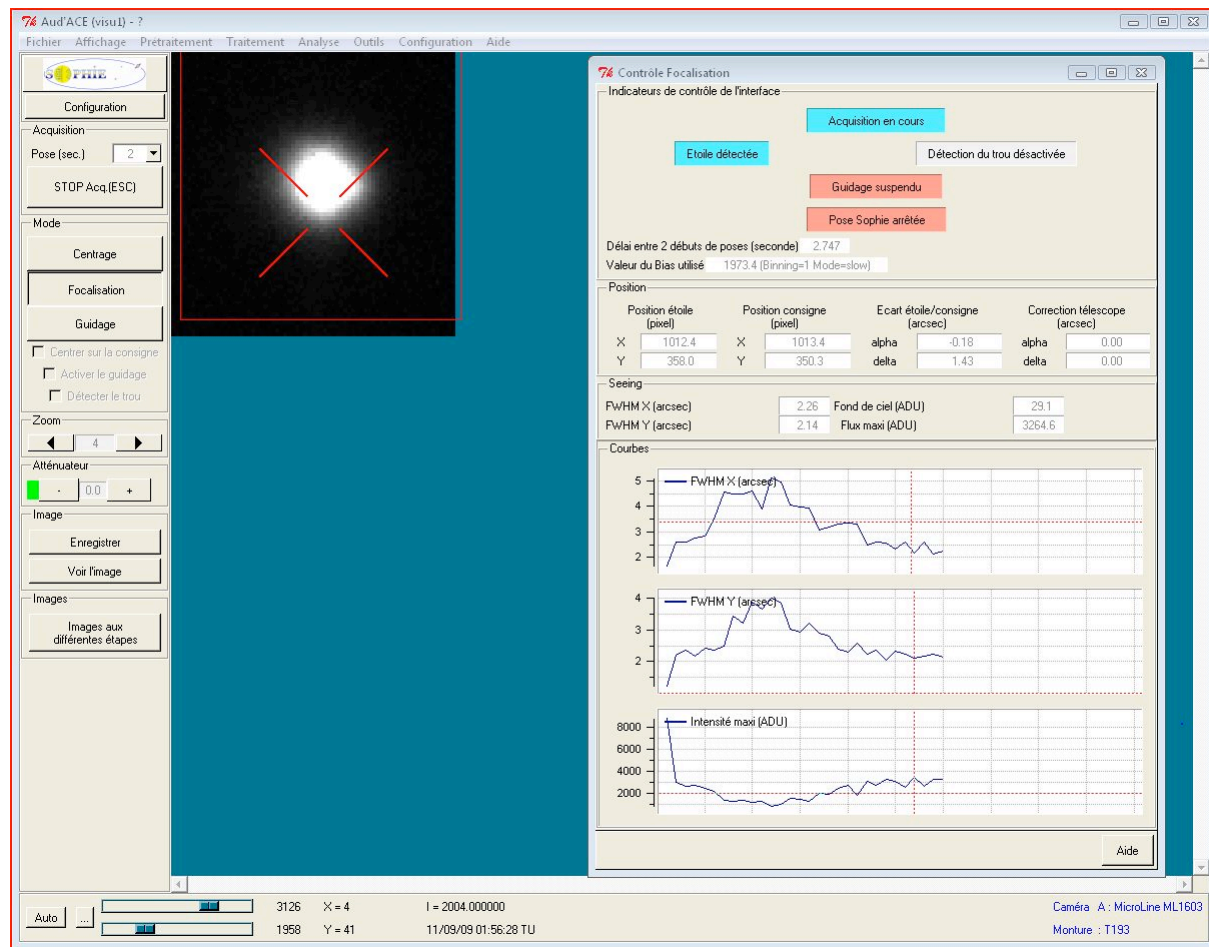 Aud'ACE (visu1) - ?
Fichier Affichage Prétraitement Traitement Analyse Outils Configuration Aide
SOPHIE
Configuration
Acquisition
Pose (sec.) 2
STOP Acq.(ESC)
Mode
Centrage
Focalisation
Guidage
Centrer sur la consigne
Activer le guidage
Détecter le trou
Zoom
4
Atténuateur
- 0.0 +
Image
Enregistrer
Voir l'image
Images
Images aux
différentes étapes
Contrôle Focalisation
Indicateurs de contrôle de l'interface
Acquisition en cours
Etoile détectée Détection du trou désactivée
Guidage suspendu
Pose Sophie arrêtée
Délai entre 2 débuts de poses (seconde) 2.747
Valeur du Bias utilisé 1973.4 (Binning=1 Mode=slow)
Position
Position étoile Position consigne Ecart étoile/consigne Correction télescope
(pixel) (pixel) (arcsec) (arcsec)
X 1012.4 X 1013.4 alpha -0.18 alpha 0.00
Y 358.0 Y 350.3 delta 1.43 delta 0.00
Seeing
FWHM X (arcsec) 2.26 Fond de ciel (ADU) 29.1
FWHM Y (arcsec) 2.14 Flux maxi (ADU) 3264.6
Courbes
FWHM X (arcsec)
5
4
3
2
FWHM Y (arcsec)
4
3
2
Intensité maxi (ADU)
8000
6000
4000
2000
Aide
Auto ... 3126 X = 4 I = 2004.000000 Caméra A : MicroLine ML1603
1958 Y = 41 11/09/09 01:56:28 TU Monture : T193